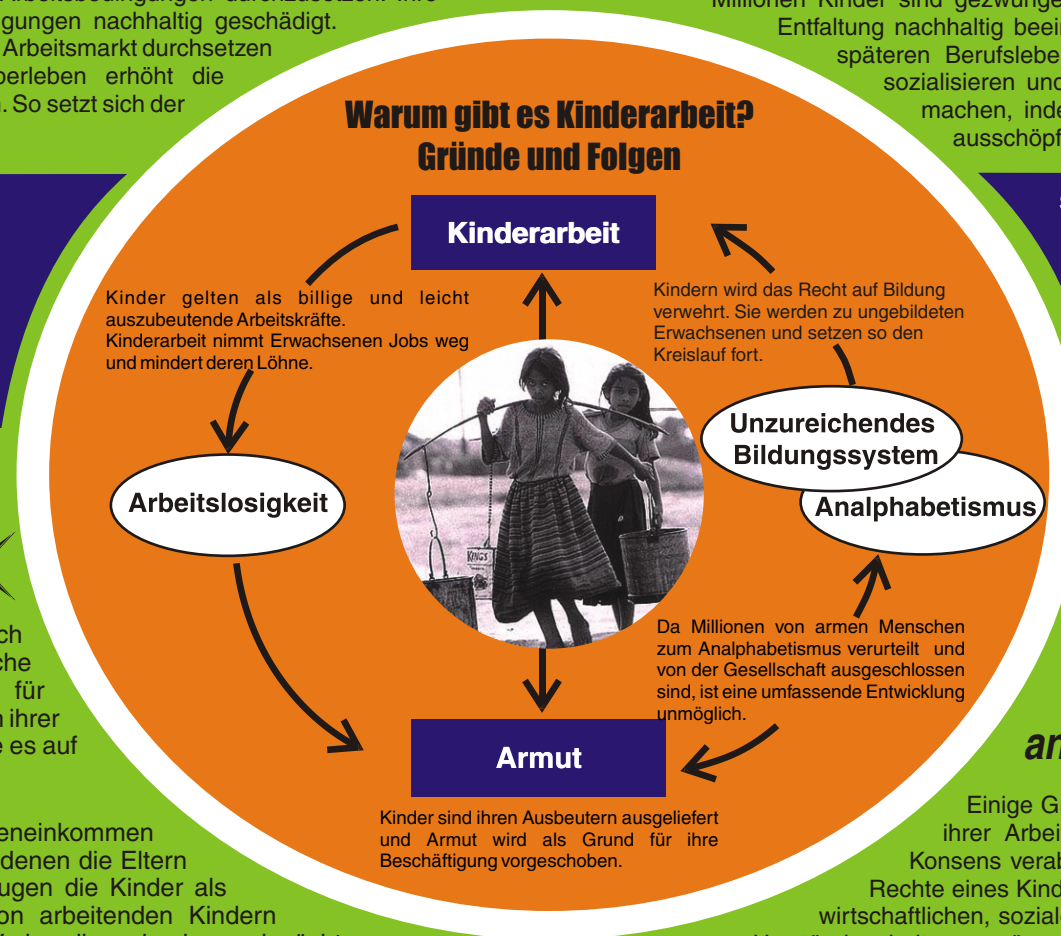 Arbeitsbedingungen durchzusetzen. Ihre
gungen nachhaltig geschädigt.
Arbeitsmarkt durchsetzen
berleben erhöht die
. So setzt sich der
Millionen Kinder sind
Entfaltung nachhaltig
späteren
sozialisieren und
machen,
Warum gibt es Kinderarbeit?
Gründe und Folgen
Kinderarbeit
Kinder gelten als billige und leicht
auszubeutende Arbeitskräfte.
Kinderarbeit nimmt Erwachsenen Jobs weg
und mindert deren Löhne.
Kindern wird das Recht auf Bildung
verwehrt. Sie werden zu ungebildeten
Erwachsenen und setzen so den
Kreislauf fort.
Unzureichendes
Bildungssystem
Analphabetismus
Arbeitslosigkeit
KINGS
Da Millionen von armen Menschen
zum Analphabetismus verurteilt und
von der Gesellschaft ausgeschlossen
sind, ist eine umfassende Entwicklung
unmöglich.
Armut
Kinder sind ihren Ausbeutern ausgeliefert
und Armut wird als Grund für ihre
Beschäftigung vorgeschoben.
ch
che
für
ihrer
e es auf
eneinkommen
denen die Eltern
ugen die Kinder als
on arbeitenden Kindern
an
Einige G
ihrer Arbei
Konsens verab
Rechte eines Kind
wirtschaftlichen, sozial